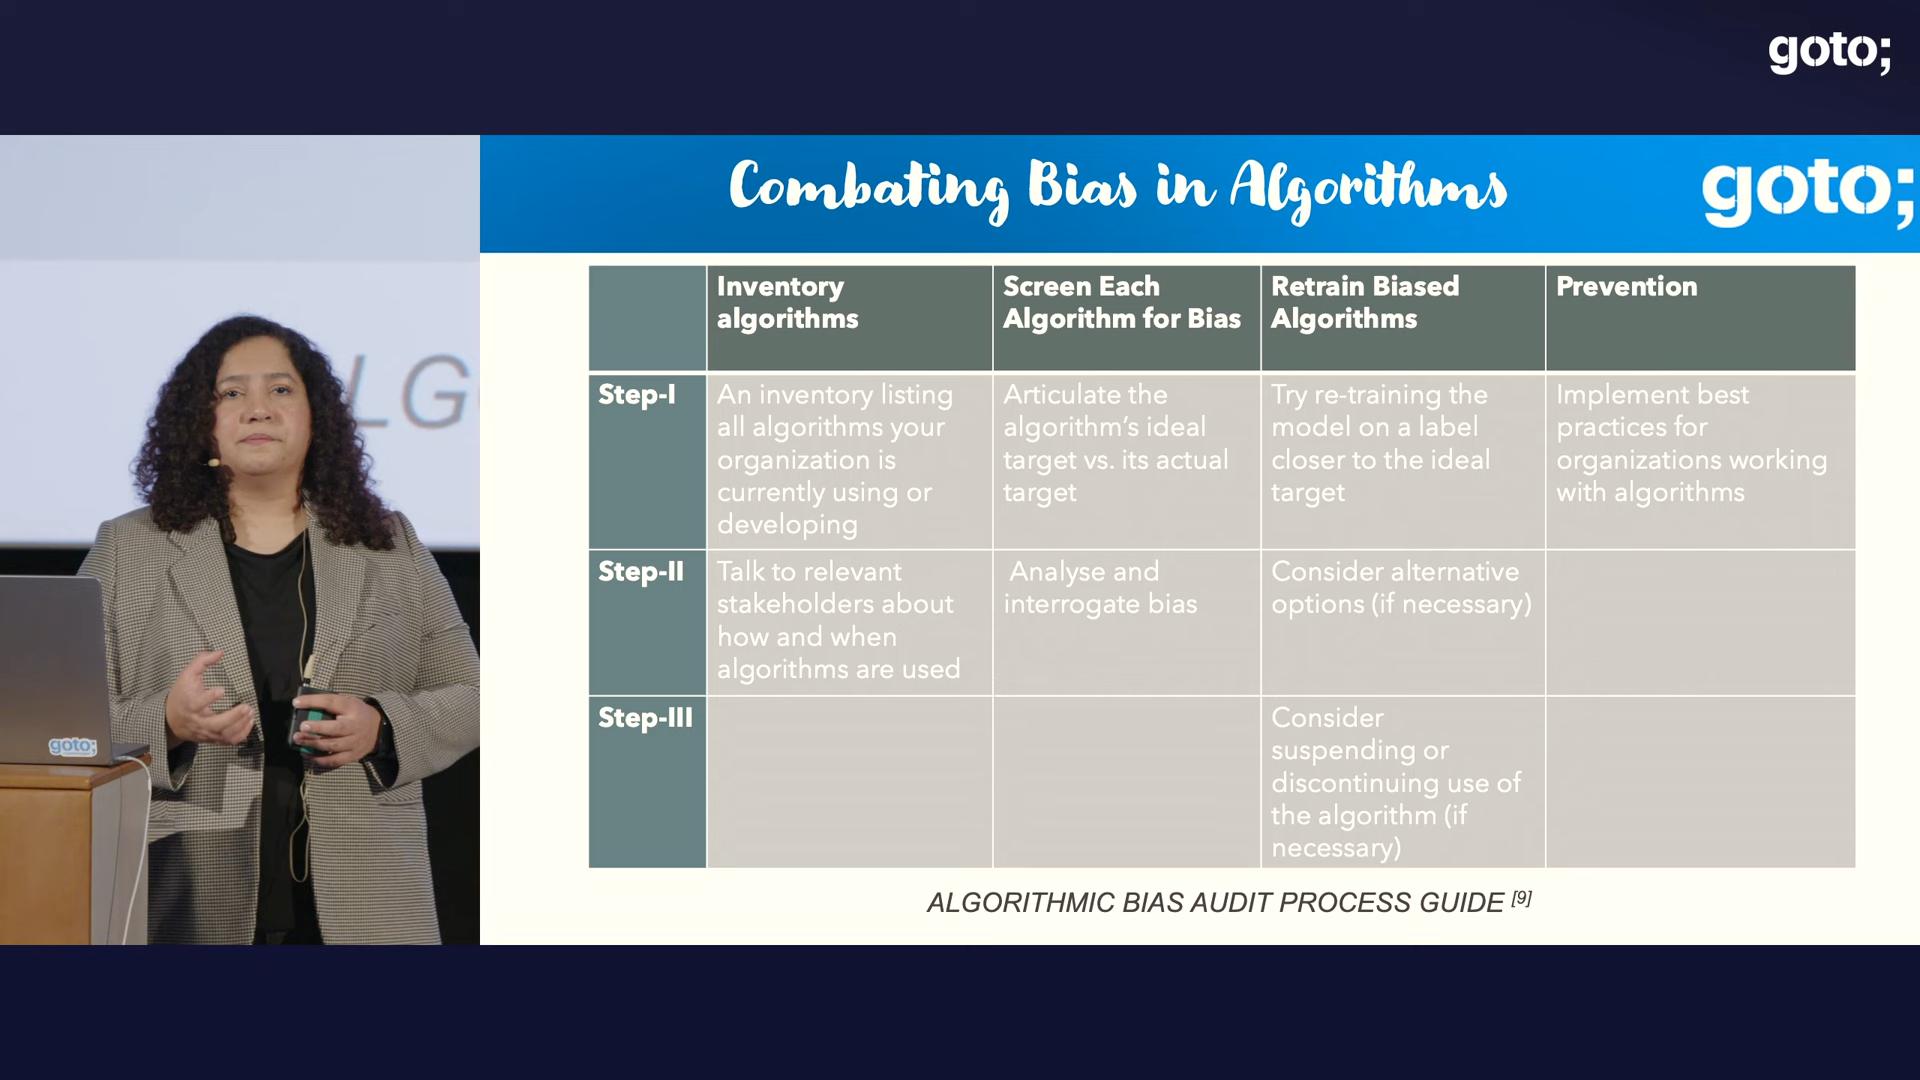 goto;
Combating Bias in Algorithms
goto;
LG
Inventory
algorithms
Screen Each
Algorithm for Bias
Retrain Biased
Algorithms
Prevention
Step-I
An inventory listing
all algorithms your
organization is
currently using or
developing
Articulate the
algorithm's ideal
target vs. its actual
target
Try re-training the
model on a label
closer to the ideal
target
Implement best
practices for
organizations working
with algorithms
Step-II
Talk to relevant
stakeholders about
how and when
algorithms are used
Analyse and
interrogate bias
Consider alternative
options (if necessary)
Step-III
Consider
suspending or
discontinuing use of
the algorithm (if
necessary)
goto;
ALGORITHMIC BIAS AUDIT PROCESS GUIDE [9]